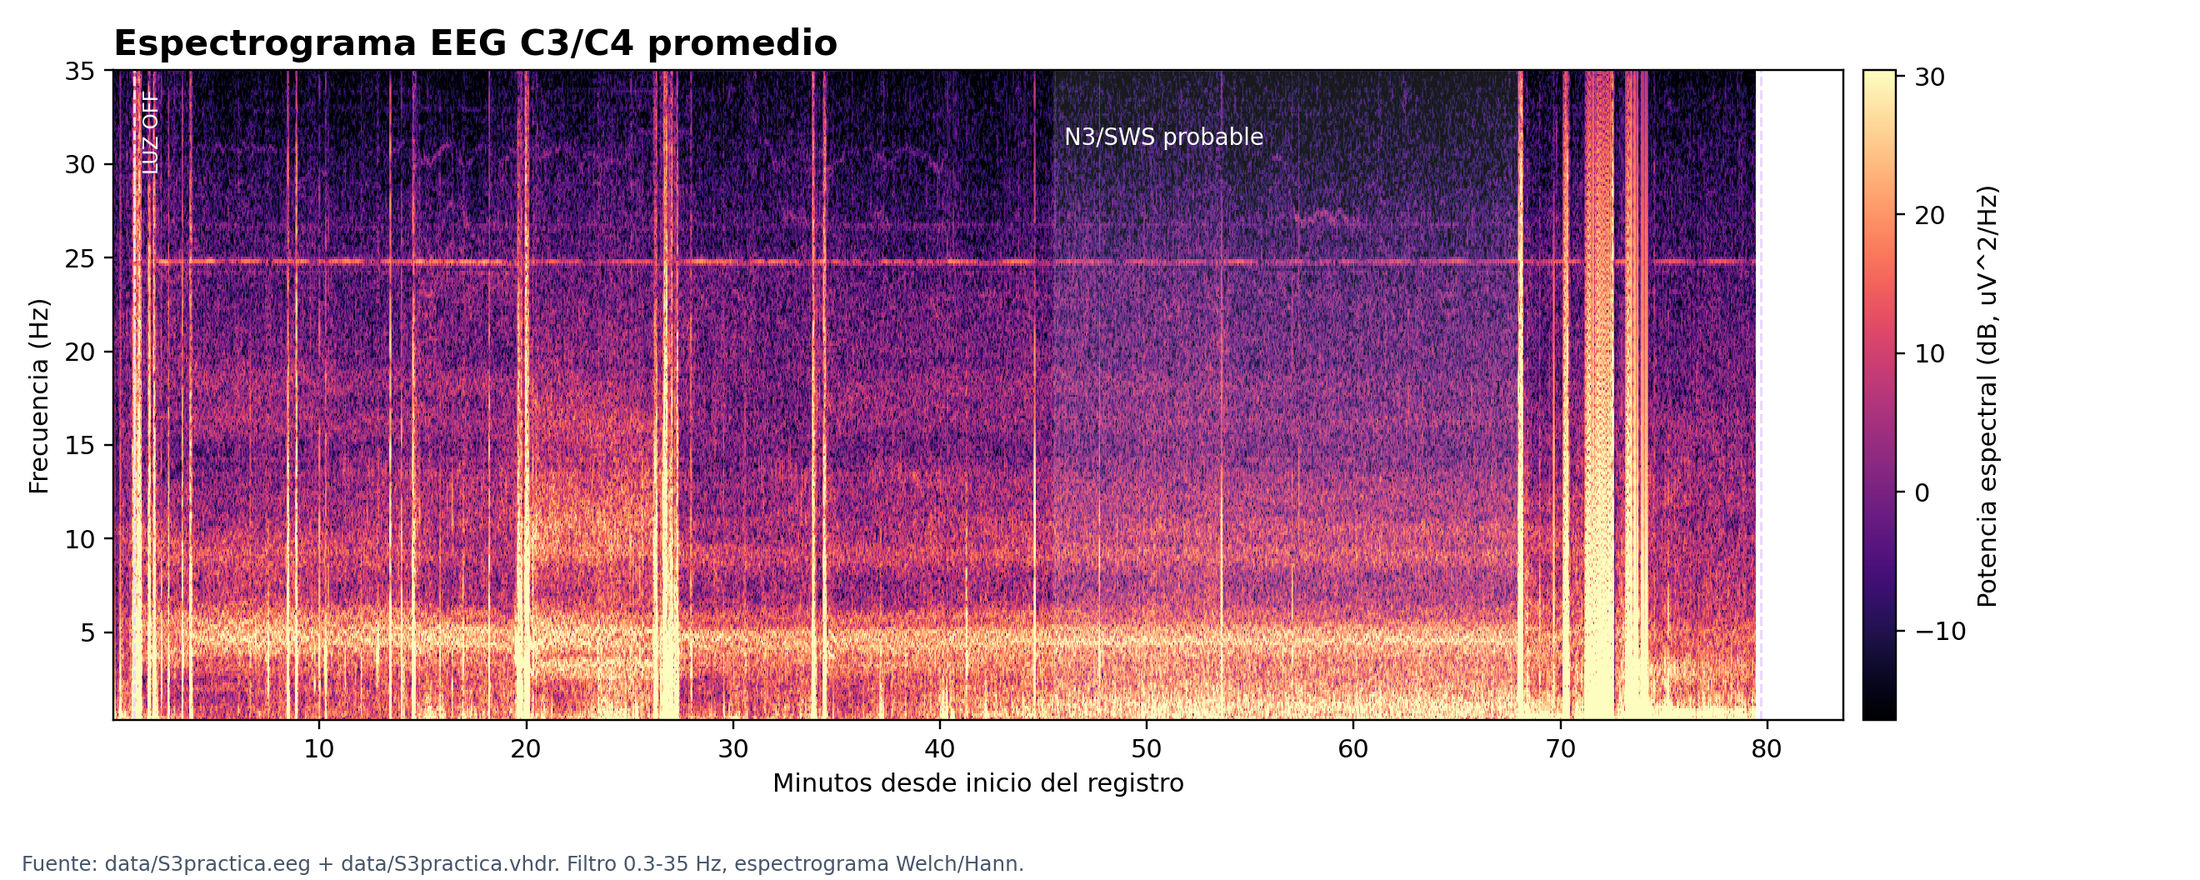 Espectrograma EEG C3/C4 promedio
35
30
25
20
15
10
5
Frecuencia (Hz)
LUZ OFF
N3/SWS probable
10
20
30
40
50
60
70
80
Minutos desde inicio del registro
30
20
10
0
−10
Potencia espectral (dB, uV^2/Hz)
Fuente: data/S3practica.eeg + data/S3practica.vhdr. Filtro 0.3-35 Hz, espectrograma Welch/Hann.